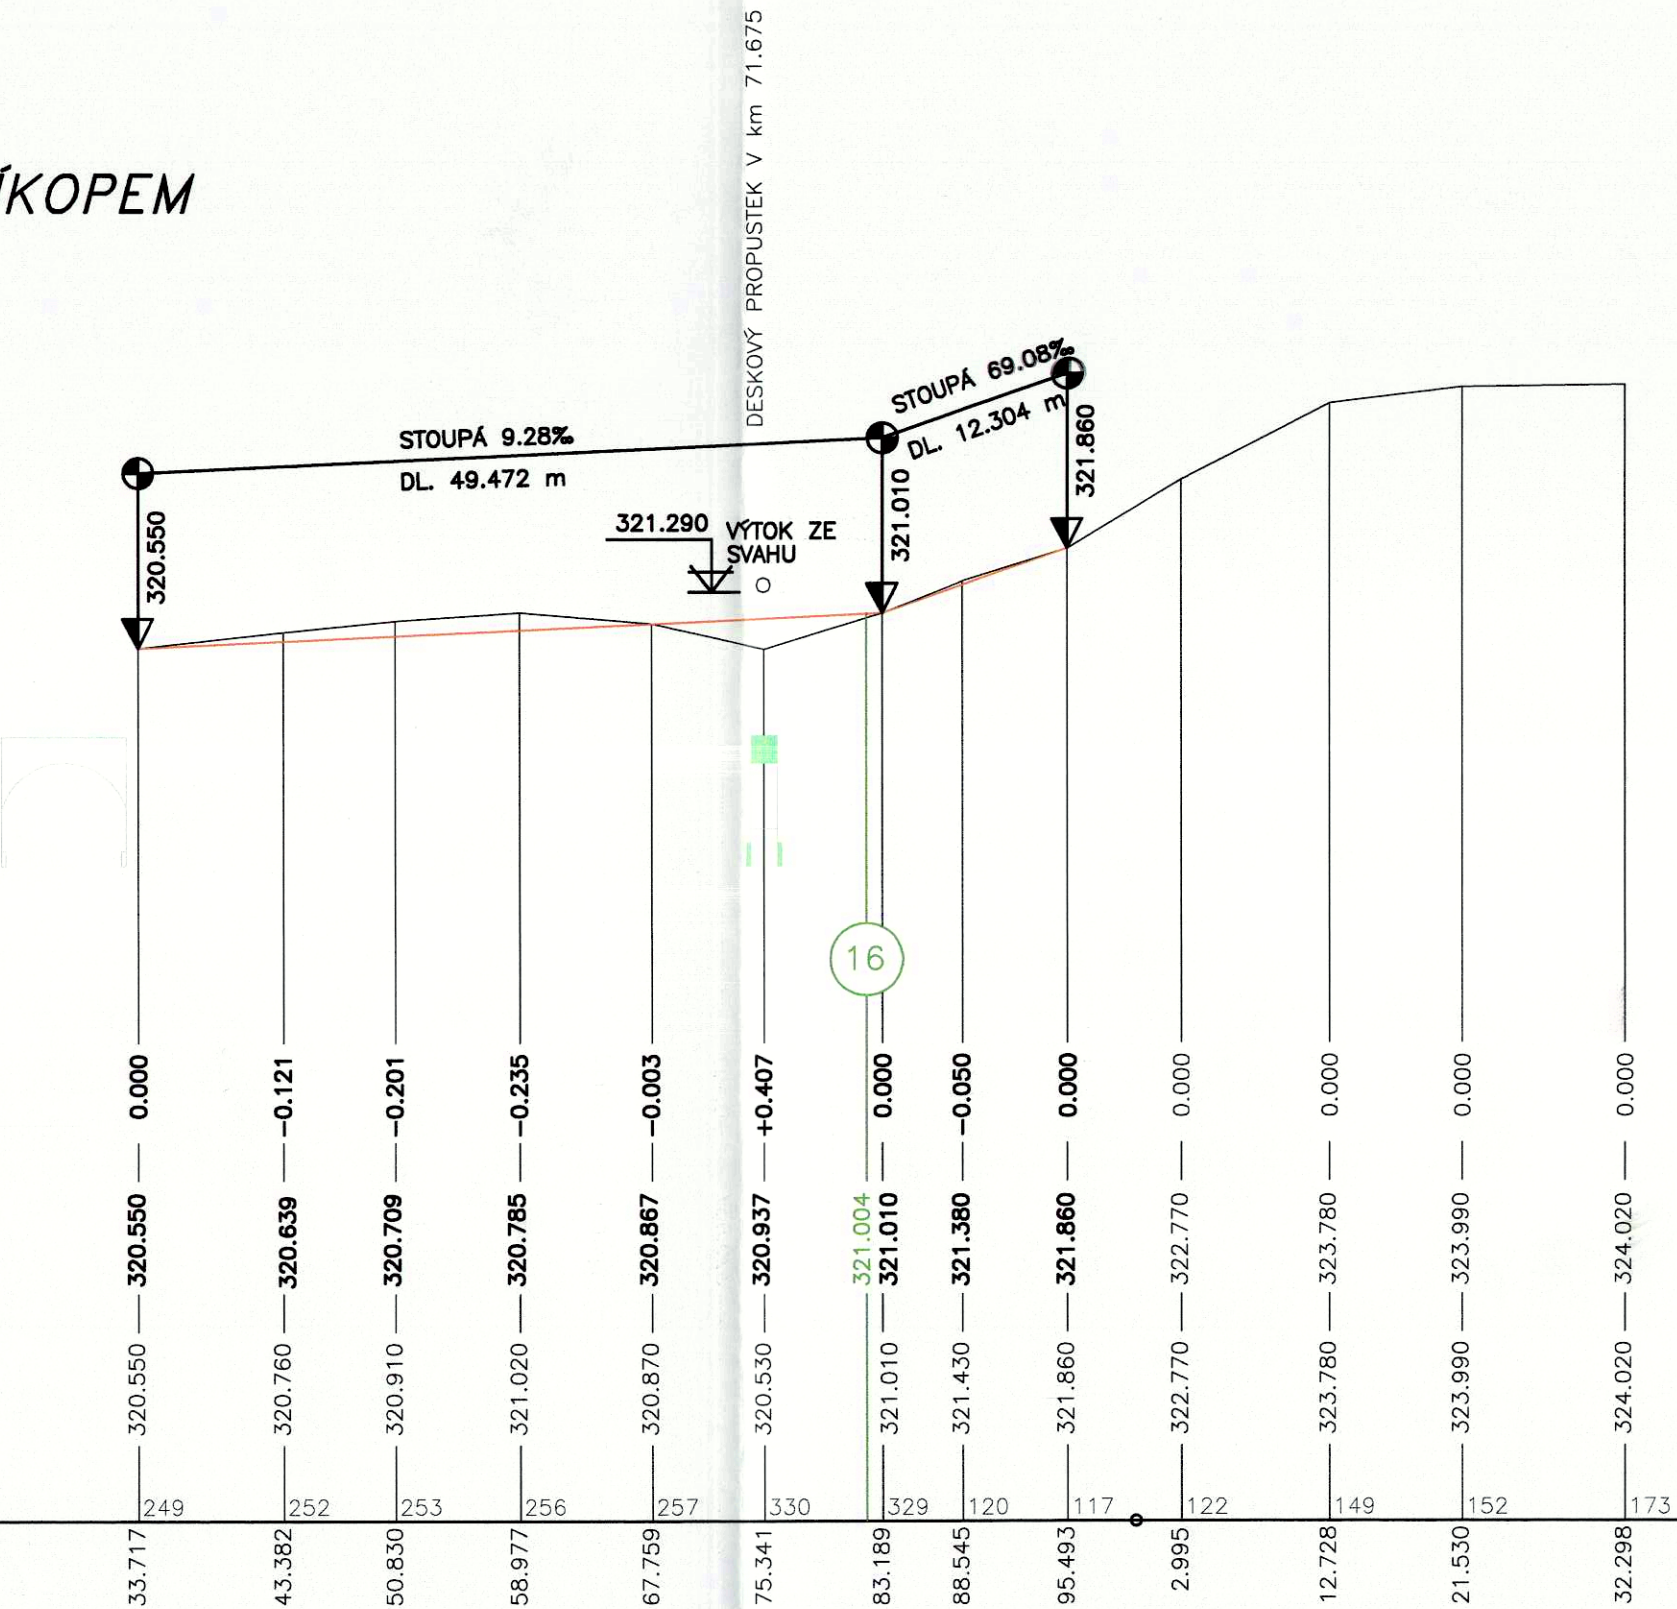 ÍKOPEM
DESKOVÝ PROPUSTEK V km 71.675
STOUPÁ 9.28‰
DL. 49.472 m
STOUPÁ 69.08‰
DL. 12.304 m
320.550
321.010
321.860
321.290
VÝTOK ZE
SVAHU
16
0.000 −0.121 −0.201 −0.235 −0.003 +0.407 0.000 −0.050 0.000 0.000 0.000 0.000 0.000
320.550 320.639 320.709 320.785 320.867 320.937 321.004 321.010 321.380 321.860 322.770 323.780 323.990 324.020
320.550 320.760 320.910 321.020 320.870 320.530 321.010 321.430 321.860 322.770 323.780 323.990 324.020
249 252 253 256 257 330 329 120 117 122 149 152 173
33.717 43.382 50.830 58.977 67.759 75.341 83.189 88.545 95.493 2.995 12.728 21.530 32.298